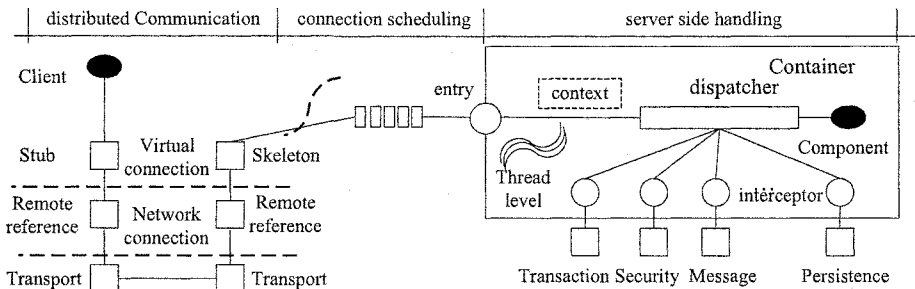 distributed Communication
connection scheduling
server side handling
Client
entry
context
Container
dispatcher
Component
Stub
Virtual
connection
Skeleton
Thread
level
interceptor
Remote
reference
Network
connection
Remote
reference
Transport
Transport
Transaction
Security
Message
Persistence